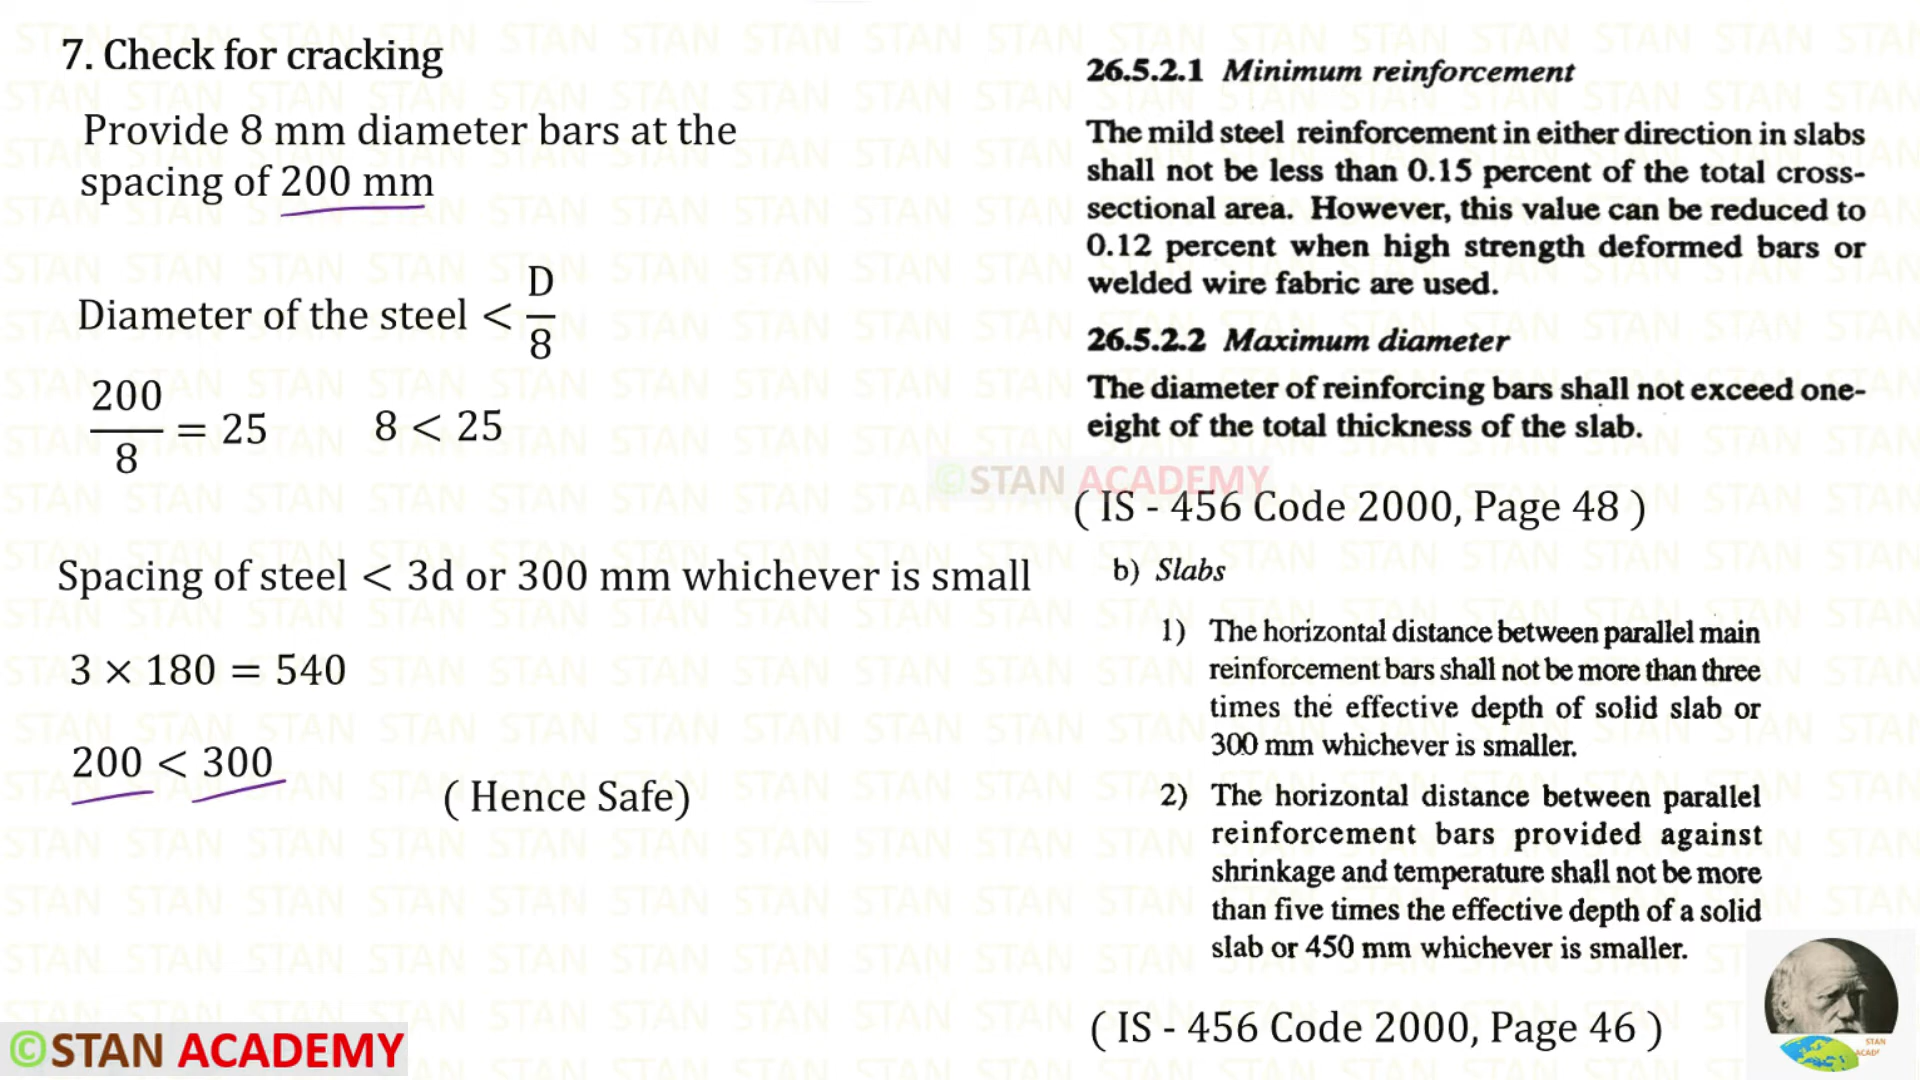 7. Check for cracking
Provide 8 mm diameter bars at the
spacing of 200 mm
Diameter of the steel < D/8
200/8 = 25    8 < 25
Spacing of steel < 3d or 300 mm whichever is small
3 × 180 = 540
200 < 300
( Hence Safe)
26.5.2.1 Minimum reinforcement
The mild steel reinforcement in either direction in slabs
shall not be less than 0.15 percent of the total cross-
sectional area. However, this value can be reduced to
0.12 percent when high strength deformed bars or
welded wire fabric are used.
26.5.2.2 Maximum diameter
The diameter of reinforcing bars shall not exceed one-
eight of the total thickness of the slab.
©STAN ACADEMY
( IS - 456 Code 2000, Page 48 )
b) Slabs
1) The horizontal distance between parallel main
reinforcement bars shall not be more than three
times the effective depth of solid slab or
300 mm whichever is smaller.
2) The horizontal distance between parallel
reinforcement bars provided against
shrinkage and temperature shall not be more
than five times the effective depth of a solid
slab or 450 mm whichever is smaller.
( IS - 456 Code 2000, Page 46 )
©STAN ACADEMY
STAN